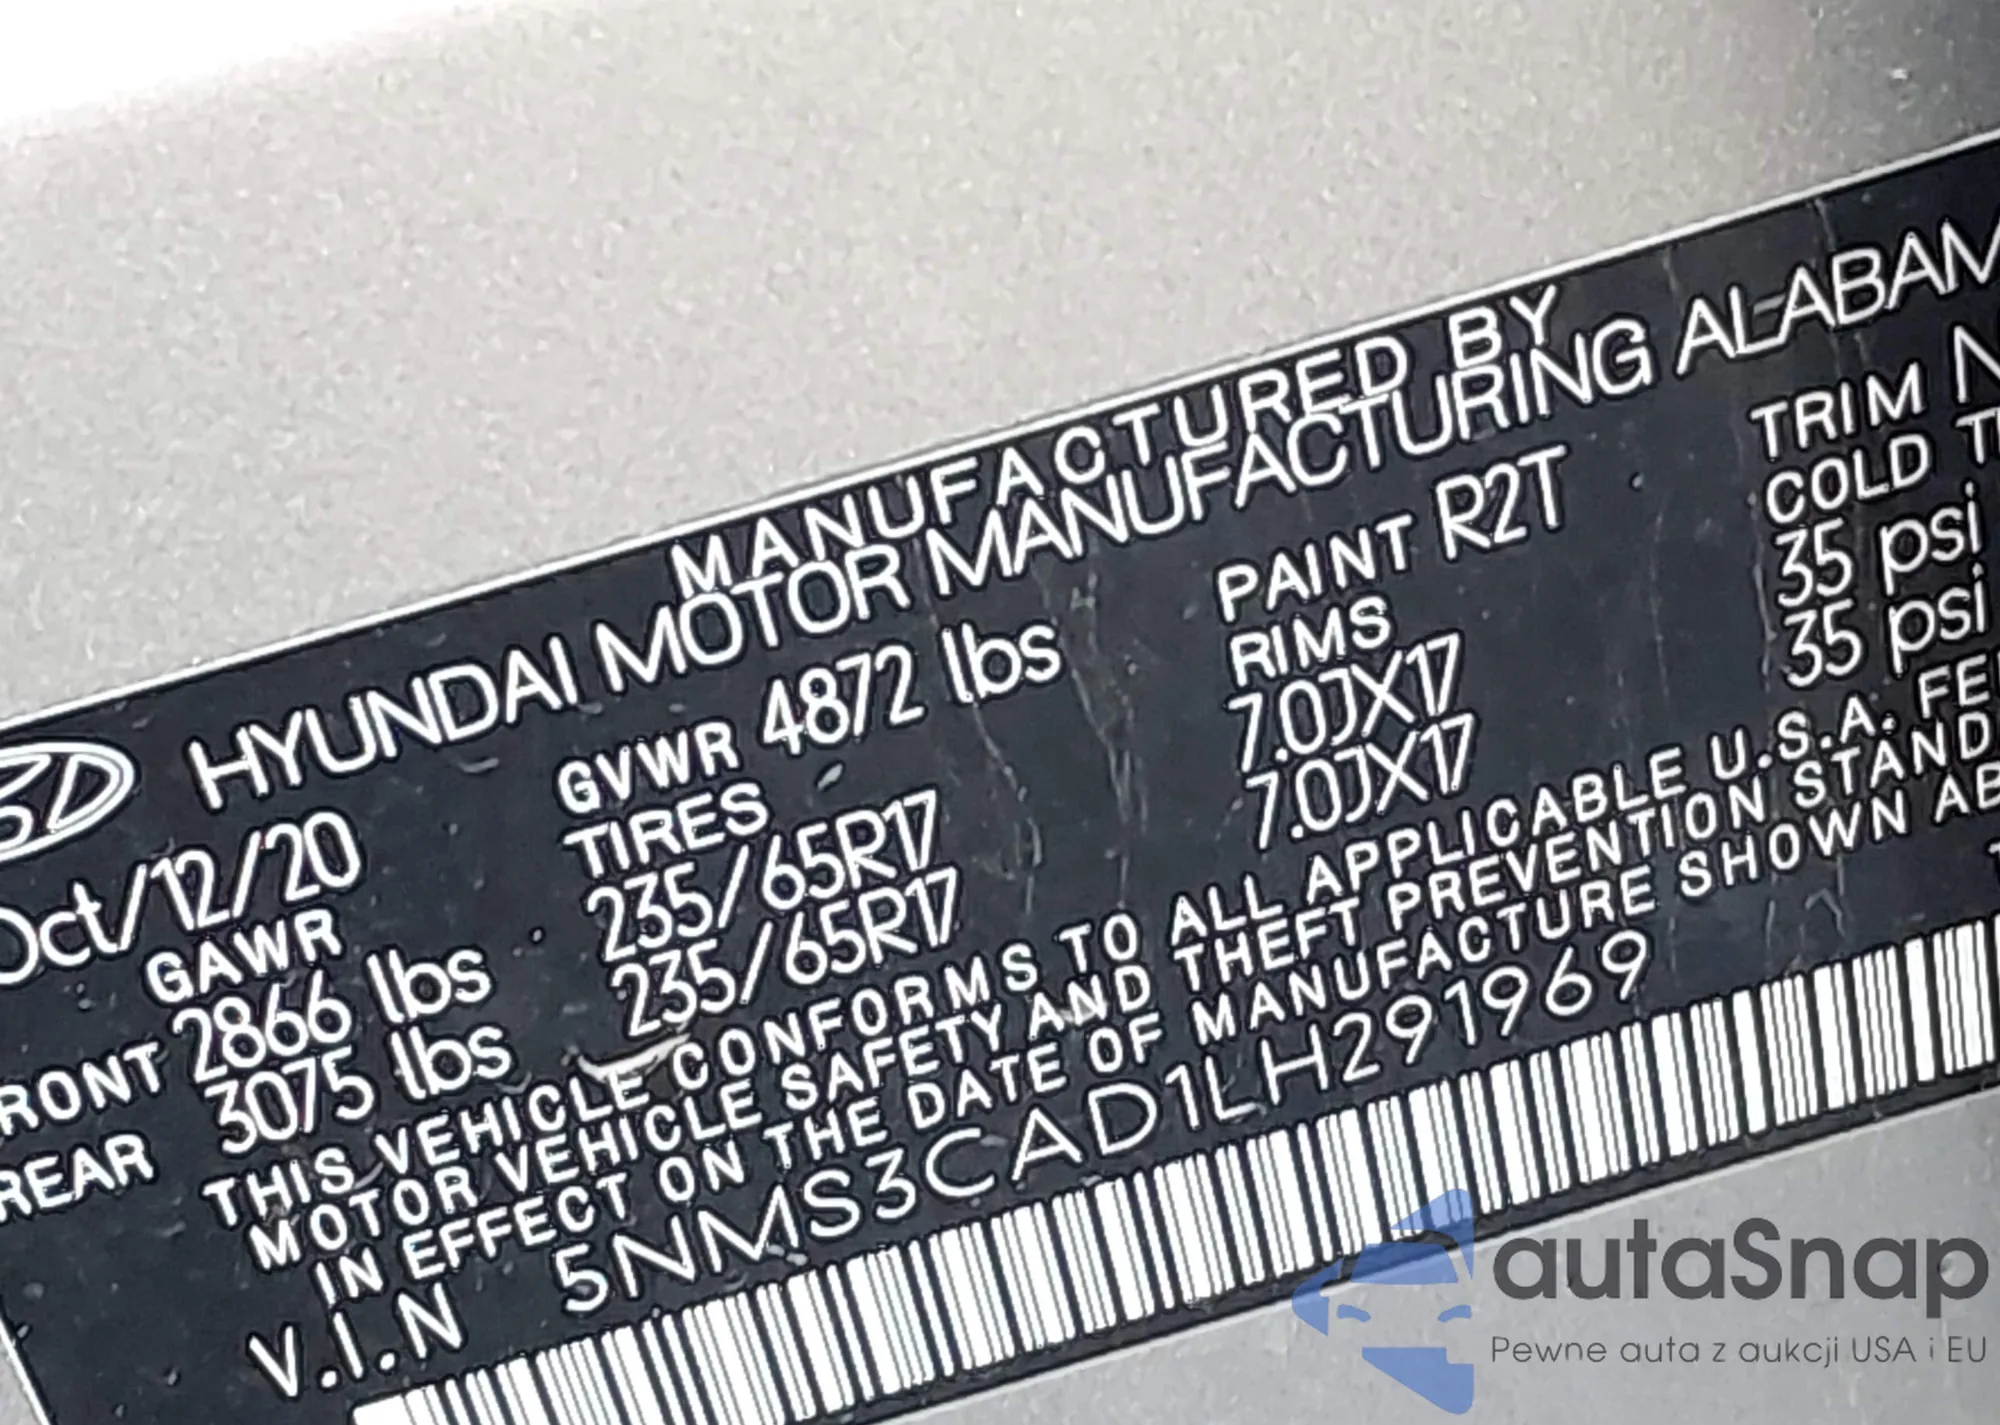 MANUFACTURED BY
HYUNDAI MOTOR MANUFACTURING ALABAM
Oct/12/20 GVWR 4872 lbs PAINT R2T TRIM
GAWR TIRES RIMS COLD
FRONT 2866 lbs 235/65R17 7.0JX17 35 psi
REAR 3075 lbs 235/65R17 7.0JX17 35 psi
THIS VEHICLE CONFORMS TO ALL APPLICABLE U.S.A. FE
MOTOR VEHICLE SAFETY AND THEFT PREVENTION STAND
IN EFFECT ON THE DATE OF MANUFACTURE SHOWN AB
V.I.N 5NMS3CAD1LH291969
autaSnap
Pewne auta z aukcji USA i EU